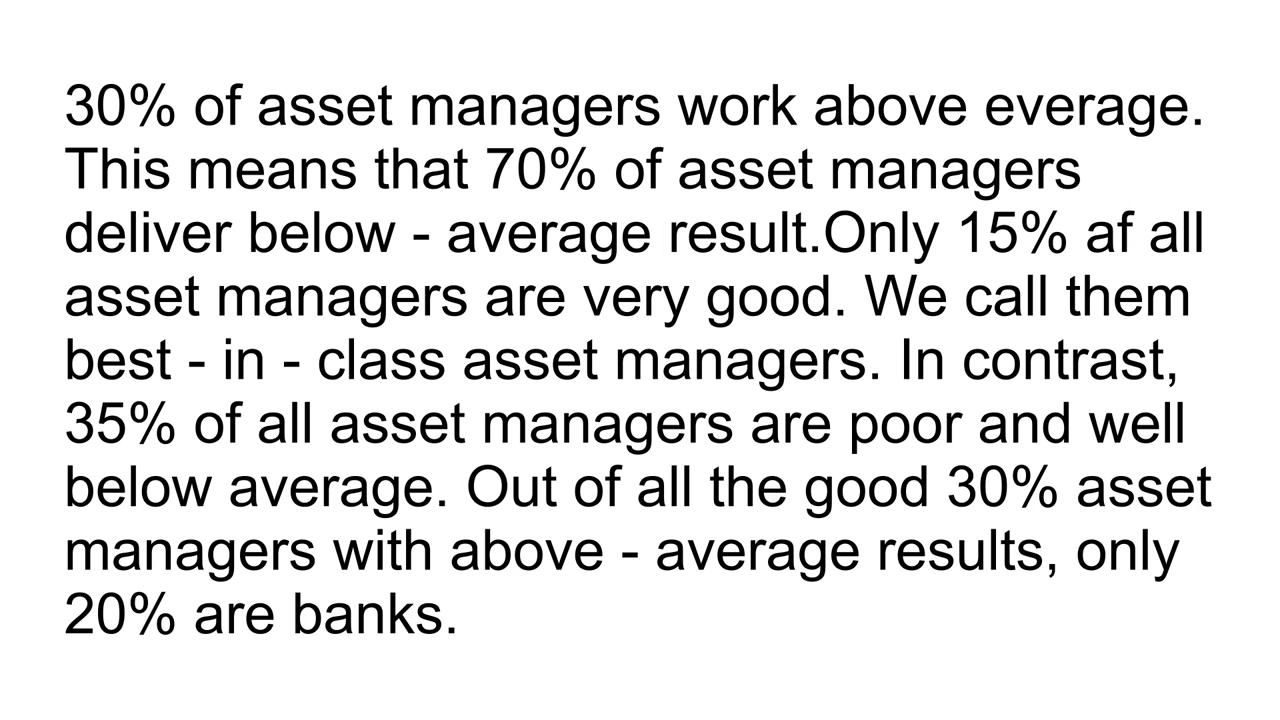 30% of asset managers work above everage.
This means that 70% of asset managers
deliver below - average result.Only 15% af all
asset managers are very good. We call them
best - in - class asset managers. In contrast,
35% of all asset managers are poor and well
below average. Out of all the good 30% asset
managers with above - average results, only
20% are banks.